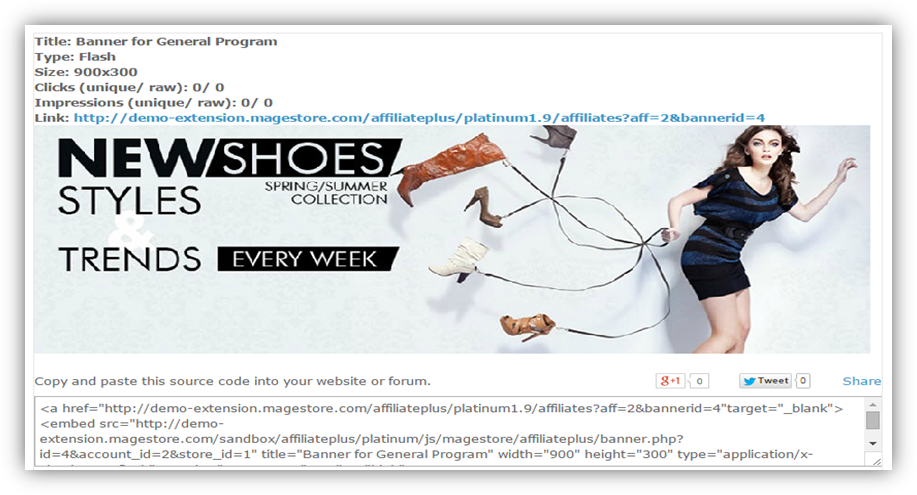 Title: Banner for General Program
Type: Flash
Size: 900x300
Clicks (unique/ raw): 0/ 0
Impressions (unique/ raw): 0/ 0
Link: http://demo-extension.magestore.com/affiliateplus/platinum1.9/affiliates?aff=2&bannerid=4
NEW SHOES
STYLES
SPRING/SUMMER
COLLECTION
&
TRENDS EVERY WEEK
Copy and paste this source code into your website or forum.
g+1 0 Tweet 0 Share
<a href="http://demo-extension.magestore.com/affiliateplus/platinum1.9/affiliates?aff=2&bannerid=4"target="_blank">
<embed src="http://demo-
extension.magestore.com/sandbox/affiliateplus/platinum/js/magestore/affiliateplus/banner.php?
id=4&account_id=2&store_id=1" title="Banner for General Program" width="900" height="300" type="application/x-